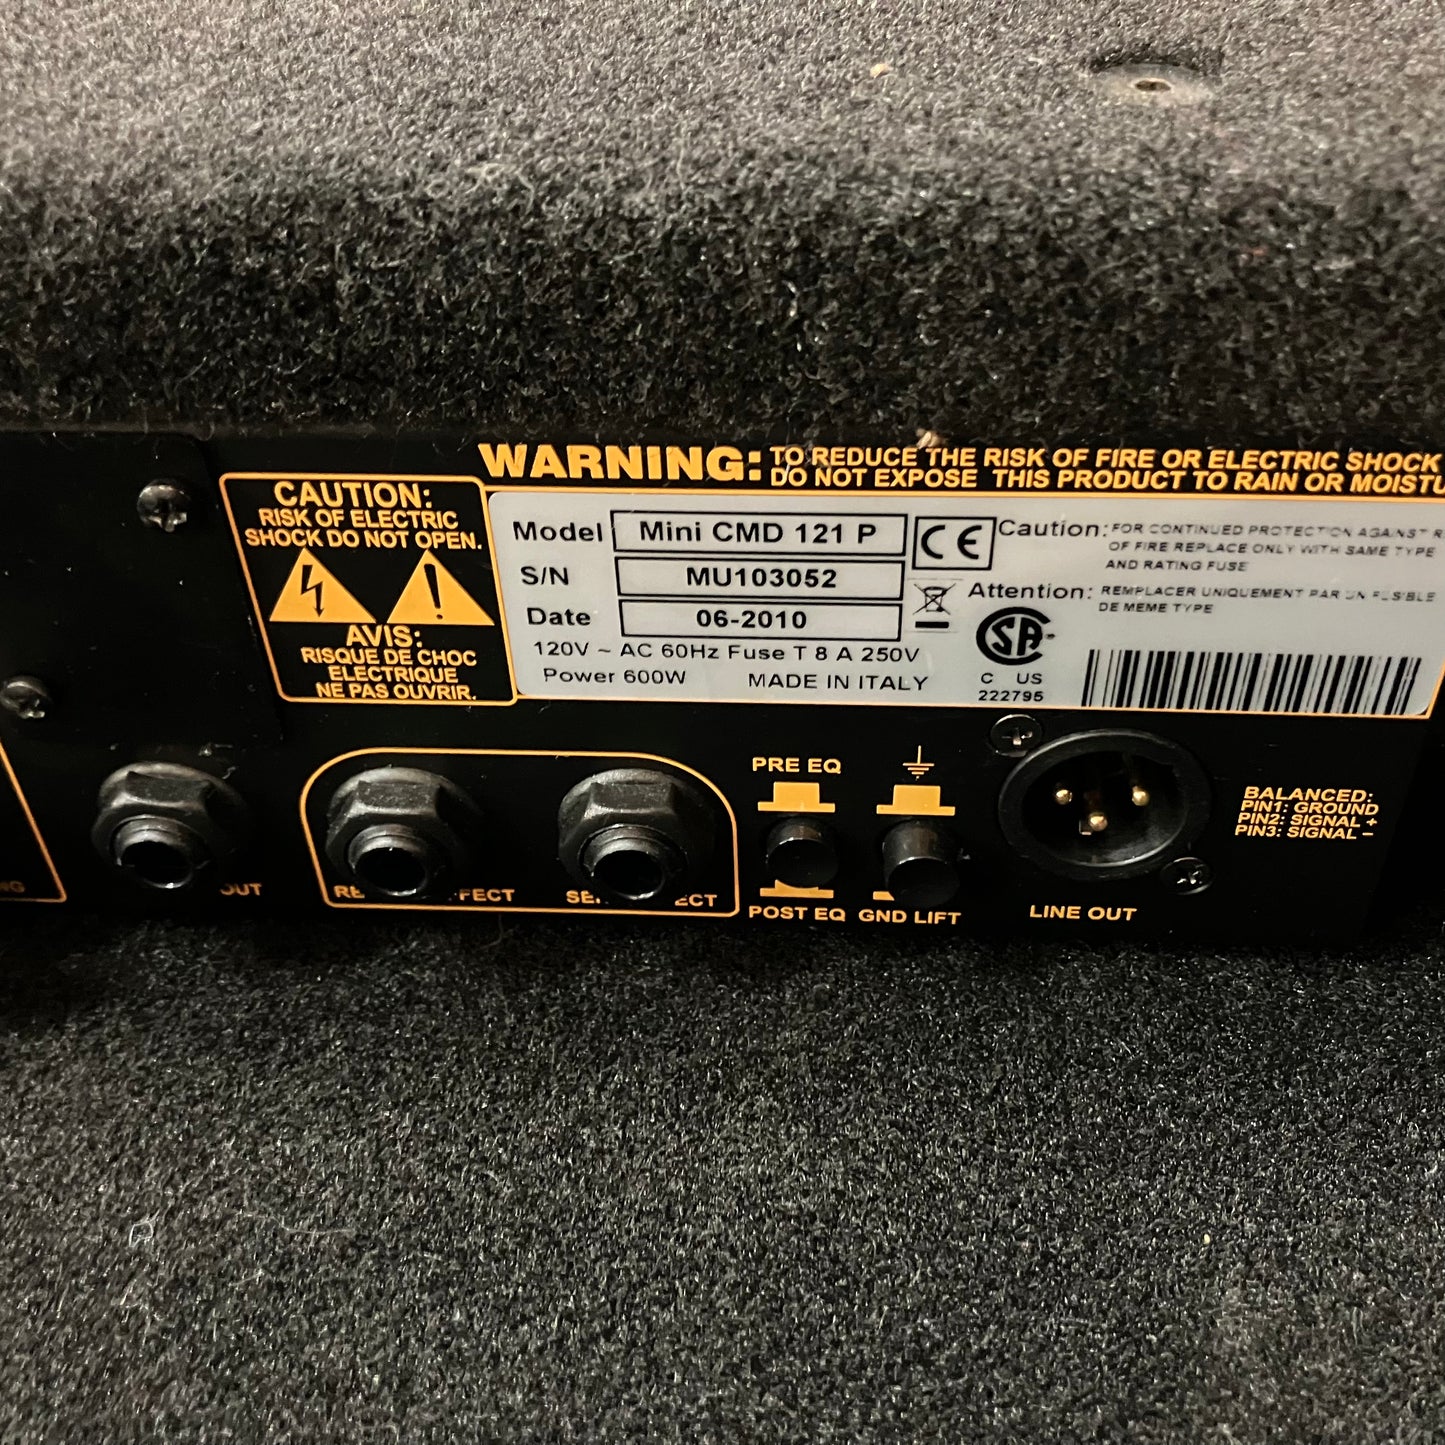 WARNING: TO REDUCE THE RISK OF FIRE OR ELECTRIC SHOCK
DO NOT EXPOSE THIS PRODUCT TO RAIN OR
CAUTION:
RISK OF ELECTRIC
SHOCK DO NOT OPEN.
AVIS:
RISQUE DE CHOC
ELECTRIQUE
NE PAS OUVRIR.
Model Mini CMD 121 P
S/N MU103052
Date 06-2010
120V ~ AC 60Hz Fuse T 8 A 250V
Power 600W MADE IN ITALY
CE
Caution: FOR CONTINUED PROTECTION AGAINST
OF FIRE REPLACE ONLY WITH SAME TYPE
AND RATING FUSE
Attention: REMPLACER UNIQUEMENT PAR UN FUSIBLE
DE MEME TYPE
C US
222795
OUT
PRE EQ
POST EQ
GND LIFT
LINE OUT
BALANCED:
PIN1: GROUND
PIN2: SIGNAL +
PIN3: SIGNAL –